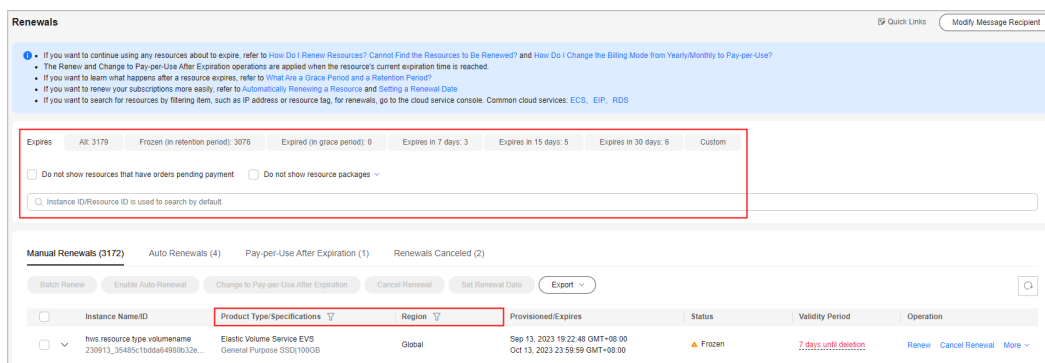 Renewals
Quick Links
Modify Message Recipient
• If you want to continue using any resources about to expire, refer to How Do I Renew Resources? Cannot Find the Resources to Be Renewed? and How Do I Change the Billing Mode from Yearly/Monthly to Pay-per-Use?
• The Renew and Change to Pay-per-Use After Expiration operations are applied when the resource's current expiration time is reached.
• If you want to learn what happens after a resource expires, refer to What Are a Grace Period and a Retention Period?
• If you want to renew your subscriptions more easily, refer to Automatically Renewing a Resource and Setting a Renewal Date
• If you want to search for resources by filtering item, such as IP address or resource tag, for renewals, go to the cloud service console. Common cloud services: ECS, EIP, RDS
Expires All: 3179 Frozen (in retention period): 3076 Expired (in grace period): 0 Expires in 7 days: 3 Expires in 15 days: 5 Expires in 30 days: 6 Custom
Do not show resources that have orders pending payment Do not show resource packages
Instance ID/Resource ID is used to search by default.
Manual Renewals (3172) Auto Renewals (4) Pay-per-Use After Expiration (1) Renewals Canceled (2)
Batch Renew Enable Auto-Renewal Change to Pay-per-Use After Expiration Cancel Renewal Set Renewal Date Export
Instance Name/ID Product Type/Specifications Region Provisioned/Expires Status Validity Period Operation
hws.resource.type.volumename Elastic Volume Service EVS Global Sep 13, 2023 19:22:48 GMT+08:00 Frozen 7 days until deletion Renew Cancel Renewal More
230913_35485c1bdda64980b32e... General Purpose SSD|100GB Oct 13, 2023 23:59:59 GMT+08:00